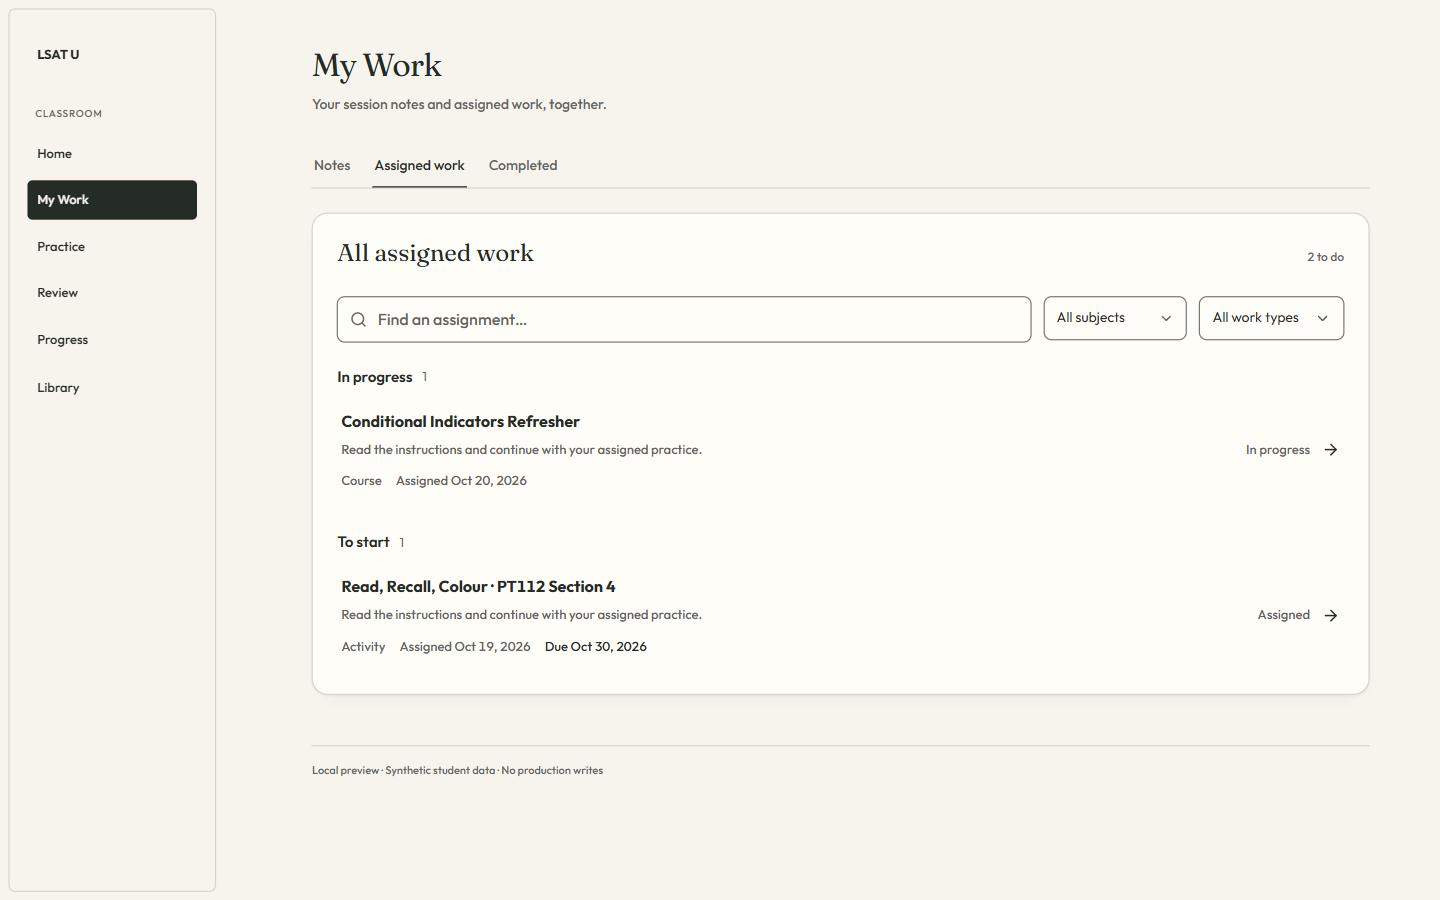 LSAT U
CLASSROOM
Home
My Work
Practice
Review
Progress
Library
My Work
Your session notes and assigned work, together.
Notes
Assigned work
Completed
All assigned work
2 to do
Find an assignment...
All subjects
All work types
In progress 1
Conditional Indicators Refresher
Read the instructions and continue with your assigned practice.
In progress
Course Assigned Oct 20, 2026
To start 1
Read, Recall, Colour · PT112 Section 4
Read the instructions and continue with your assigned practice.
Assigned
Activity Assigned Oct 19, 2026 Due Oct 30, 2026
Local preview · Synthetic student data · No production writes